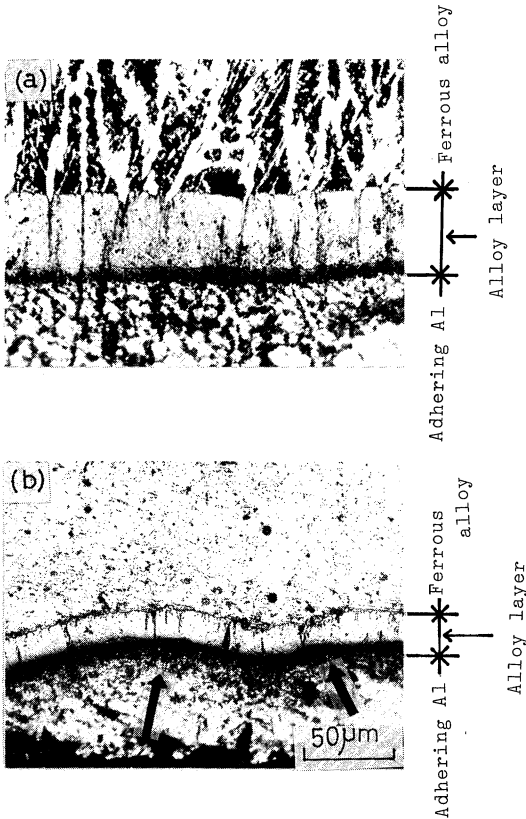 (a)
Ferrous alloy
Alloy layer
Adhering Al
(b)
Ferrous
alloy
Alloy layer
Adhering Al
50μm